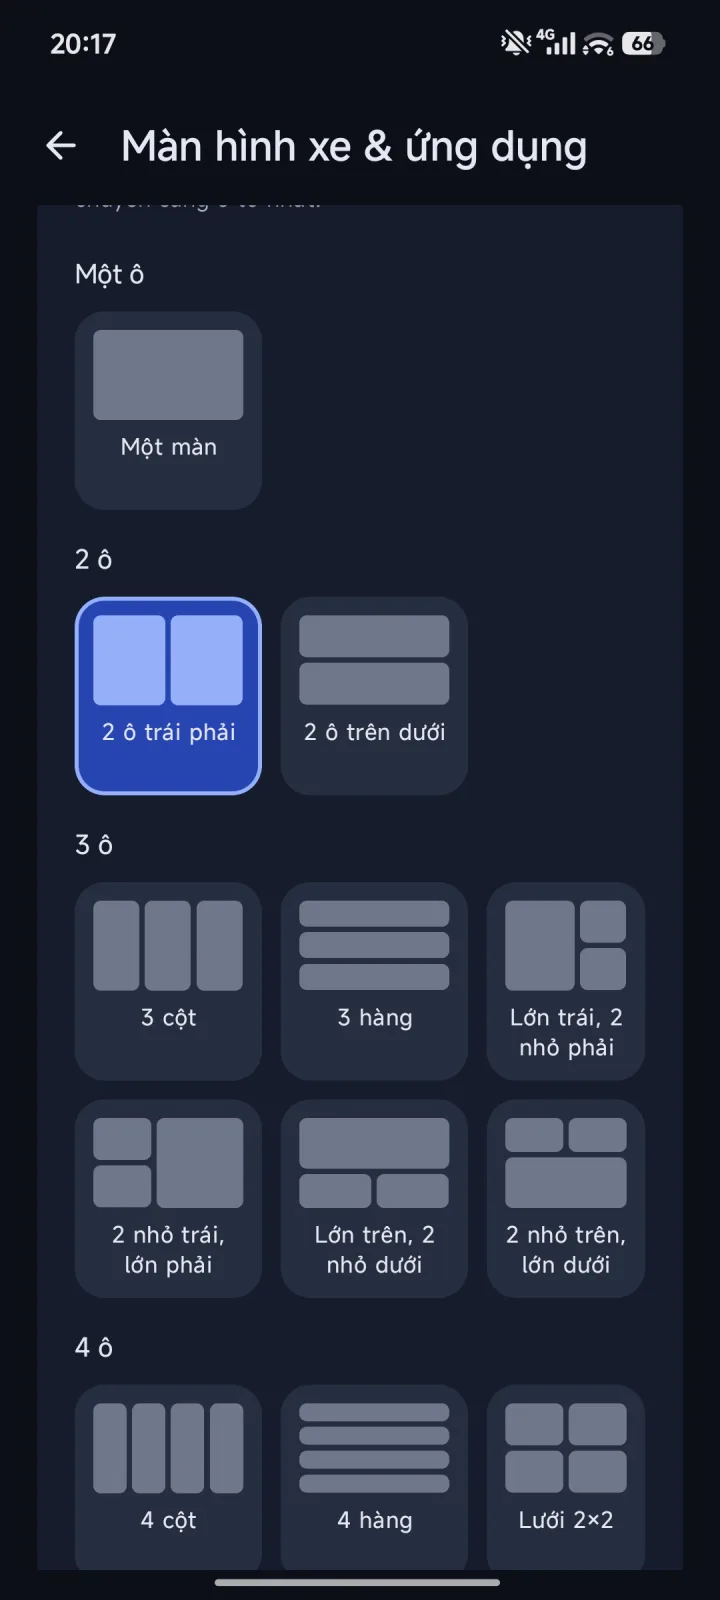 20:17
4G
6
66
Màn hình xe & ứng dụng
Một ô
Một màn
2 ô
2 ô trái phải
2 ô trên dưới
3 ô
3 cột
3 hàng
Lớn trái, 2
nhỏ phải
2 nhỏ trái,
lớn phải
Lớn trên, 2
nhỏ dưới
2 nhỏ trên,
lớn dưới
4 ô
4 cột
4 hàng
Lưới 2×2